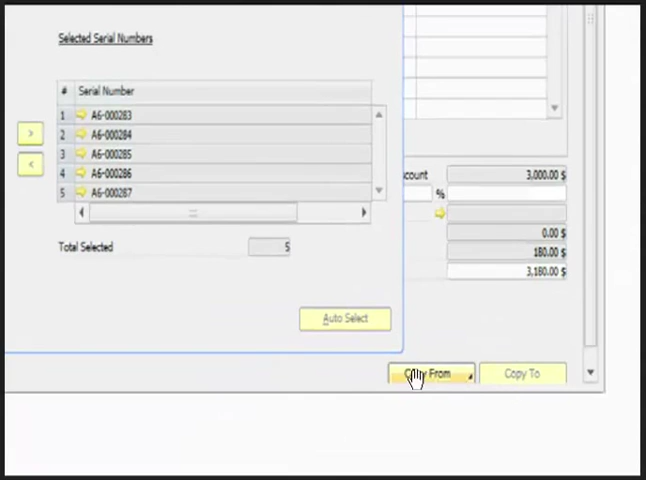 Selected Serial Numbers
# Serial Number
1 A6-000283
2 A6-000284
3 A6-000285
4 A6-000286
5 A6-000287
>
<
Total Selected 5
Auto Select
count 3,000.00 $
%
0.00 $
180.00 $
3,180.00 $
From
Copy To